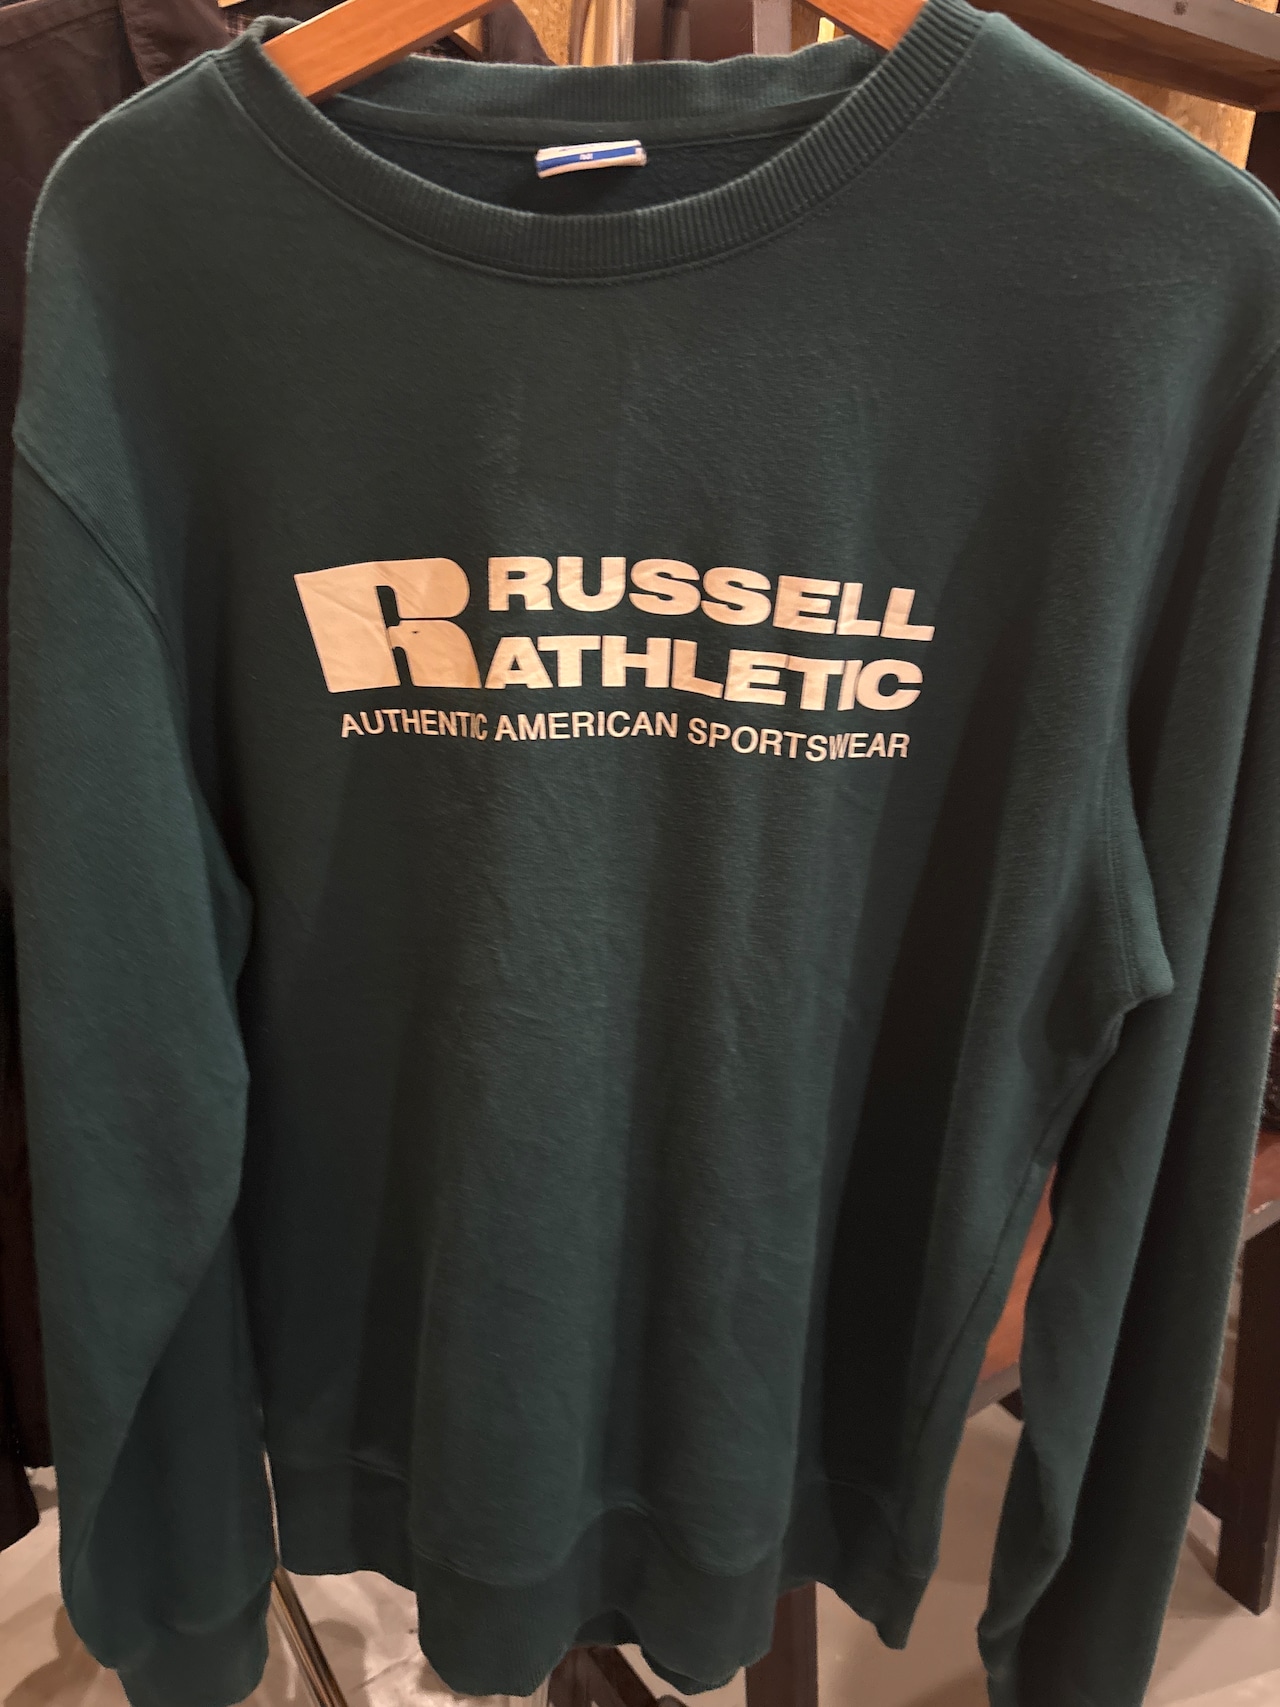 R RUSSELL
ATHLETIC
AUTHENTIC AMERICAN SPORTSWEAR